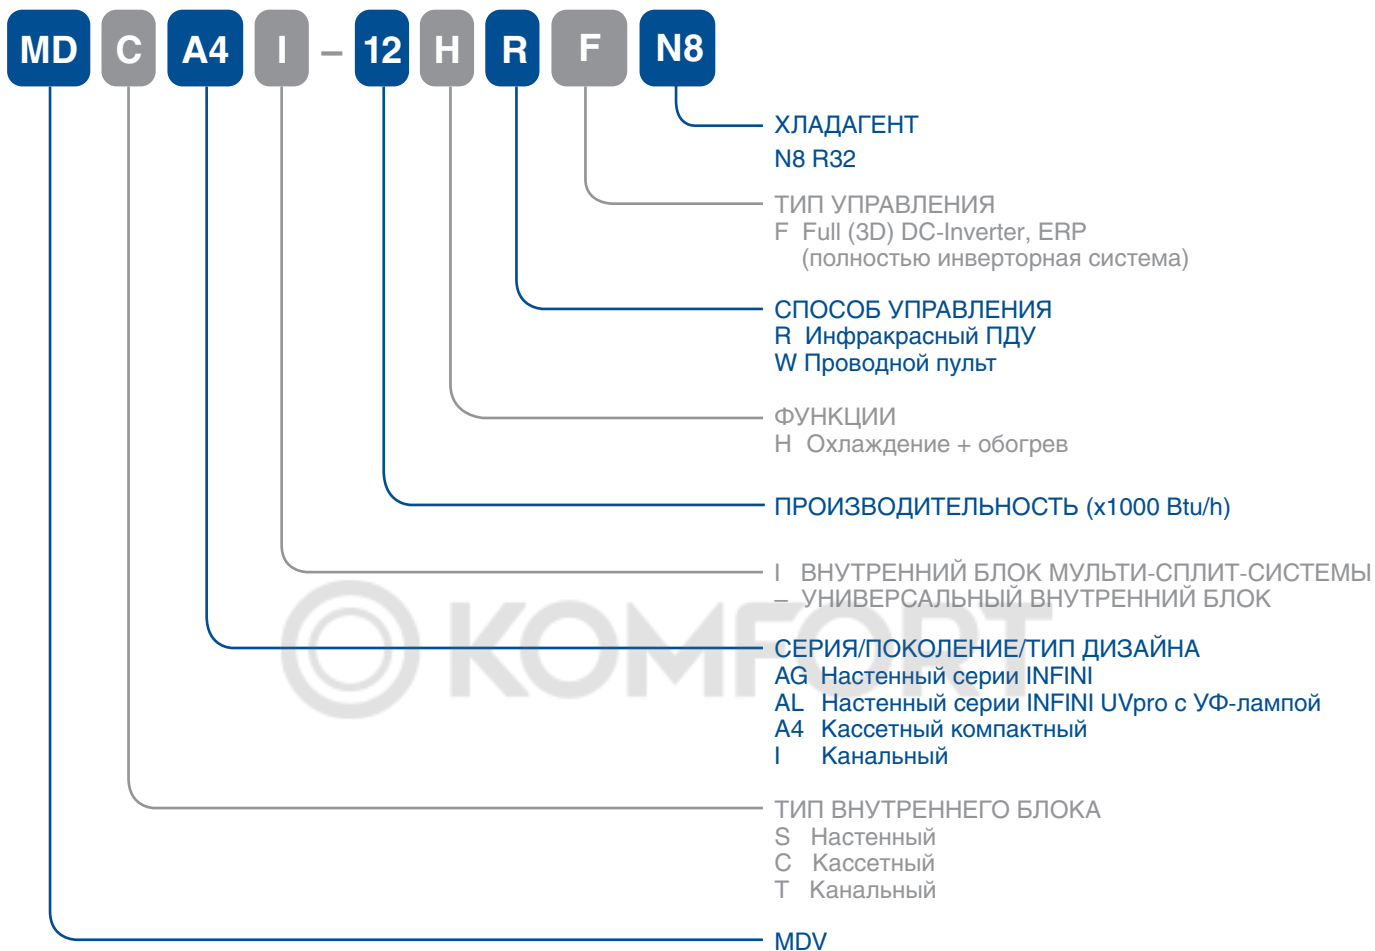 MD C A4 I – 12 H R F N8
ХЛАДАГЕНТ
N8 R32
ТИП УПРАВЛЕНИЯ
F Full (3D) DC-Inverter, ERP
(полностью инверторная система)
СПОСОБ УПРАВЛЕНИЯ
R Инфракрасный ПДУ
W Проводной пульт
ФУНКЦИИ
H Охлаждение + обогрев
ПРОИЗВОДИТЕЛЬНОСТЬ (x1000 Btu/h)
I ВНУТРЕННИЙ БЛОК МУЛЬТИ-СПЛИТ-СИСТЕМЫ
– УНИВЕРСАЛЬНЫЙ ВНУТРЕННИЙ БЛОК
KOMFORT
СЕРИЯ/ПОКОЛЕНИЕ/ТИП ДИЗАЙНА
AG Настенный серии INFINI
AL Настенный серии INFINI UVpro с УФ-лампой
A4 Кассетный компактный
I Канальный
ТИП ВНУТРЕННЕГО БЛОКА
S Настенный
C Кассетный
T Канальный
MDV